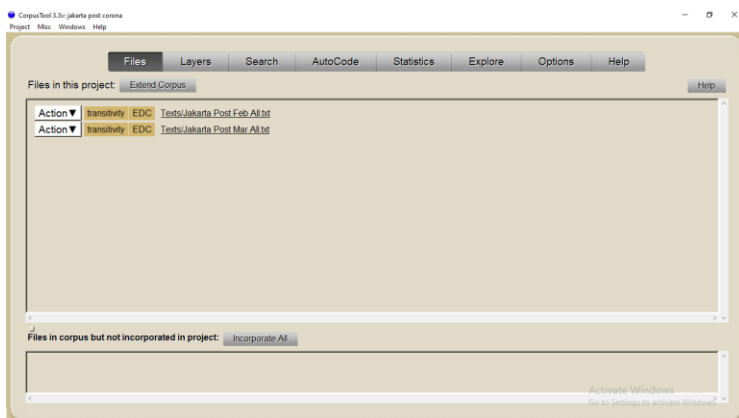 CorpusTool 3.3v: jakarta post corona
Project Misc Windows Help
Files Layers Search AutoCode Statistics Explore Options Help
Files in this project: Extend Corpus Help
Action▼ transitivity EDC Texts/Jakarta Post Feb All.txt
Action▼ transitivity EDC Texts/Jakarta Post Mar All.txt
Files in corpus but not incorporated in project: Incorporate All
Activate Windows
Go to Settings to activate Windows.